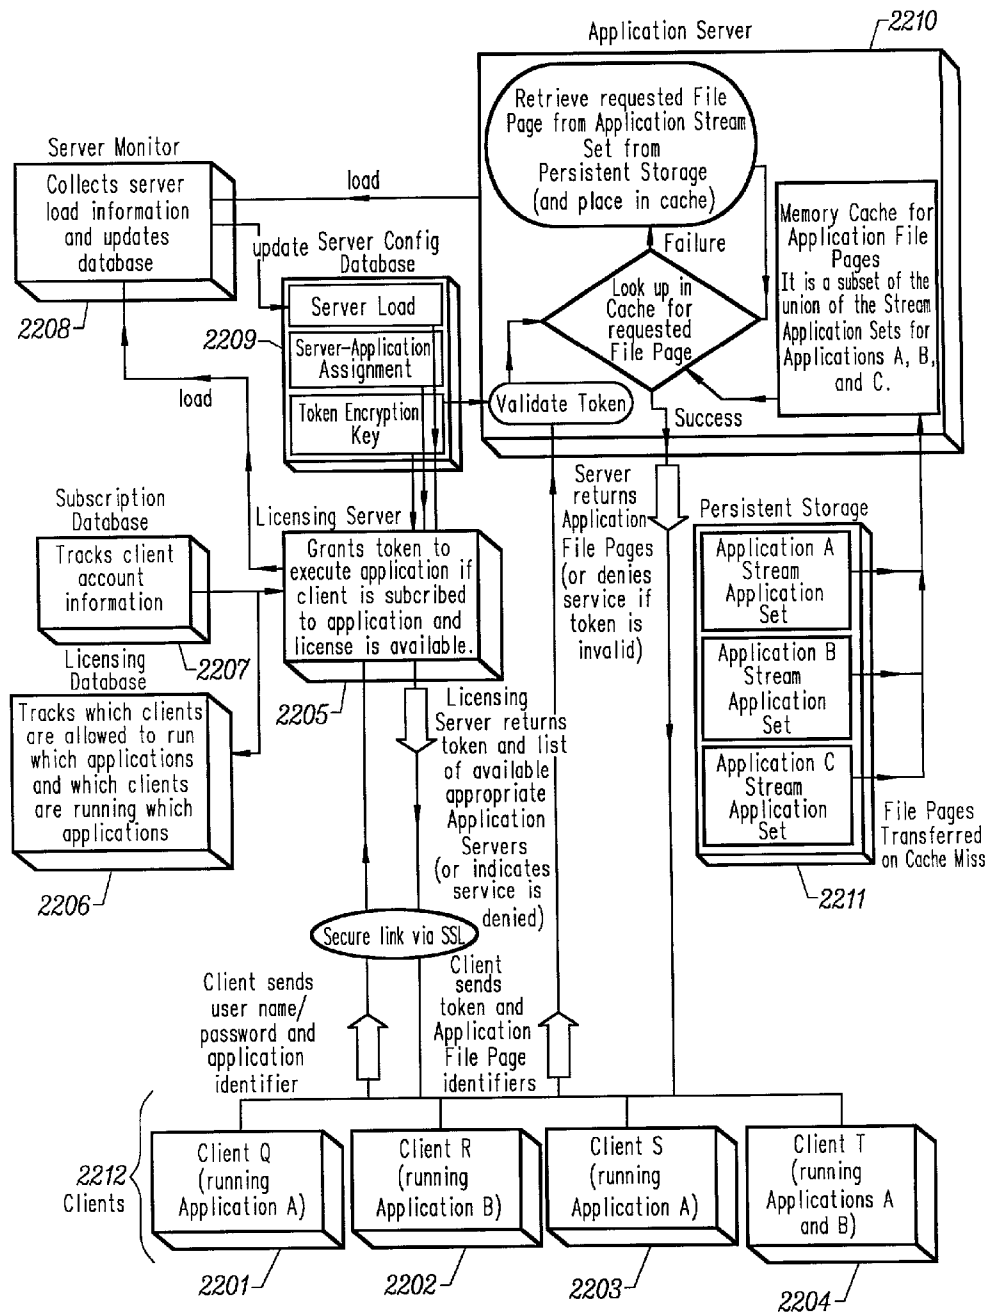 Application Server
2210
Retrieve requested File
Page from Application Stream
Set from
Persistent Storage
(and place in cache)
Server Monitor
Collects server
load information
and updates
database
2208
load
update
Failure
Memory Cache for
Application File
Pages
It is a subset of the
union of the Stream
Application Sets for
Applications A, B,
and C.
Server Config
Database
Server Load
2209
Server-Application
Assignment
Token Encryption
Key
Look up in
Cache for
requested
File Page
Validate Token
Success
load
Subscription
Database
Tracks client
account
information
2207
Licensing Server
Grants token to
execute application if
client is subcribed
to application and
license is available.
2205
Server
returns
Application
File Pages
(or denies
service if
token is
invalid)
Persistent Storage
Application A
Stream
Application
Set
Application B
Stream
Application
Set
Application C
Stream
Application
Set
2211
File Pages
Transferred
on Cache Miss
Licensing
Database
Tracks which clients
are allowed to run
which applications
and which clients
are running which
applications
2206
Licensing
Server returns
token and list
of available
appropriate
Application
Servers
(or indicates
service is
denied)
Secure link via SSL
Client sends
user name/
password and
application
identifier
Client
sends
token and
Application
File Page
identifiers
2212
Clients
Client Q
(running
Application A)
2201
Client R
(running
Application B)
2202
Client S
(running
Application A)
2203
Client T
(running
Applications A
and B)
2204